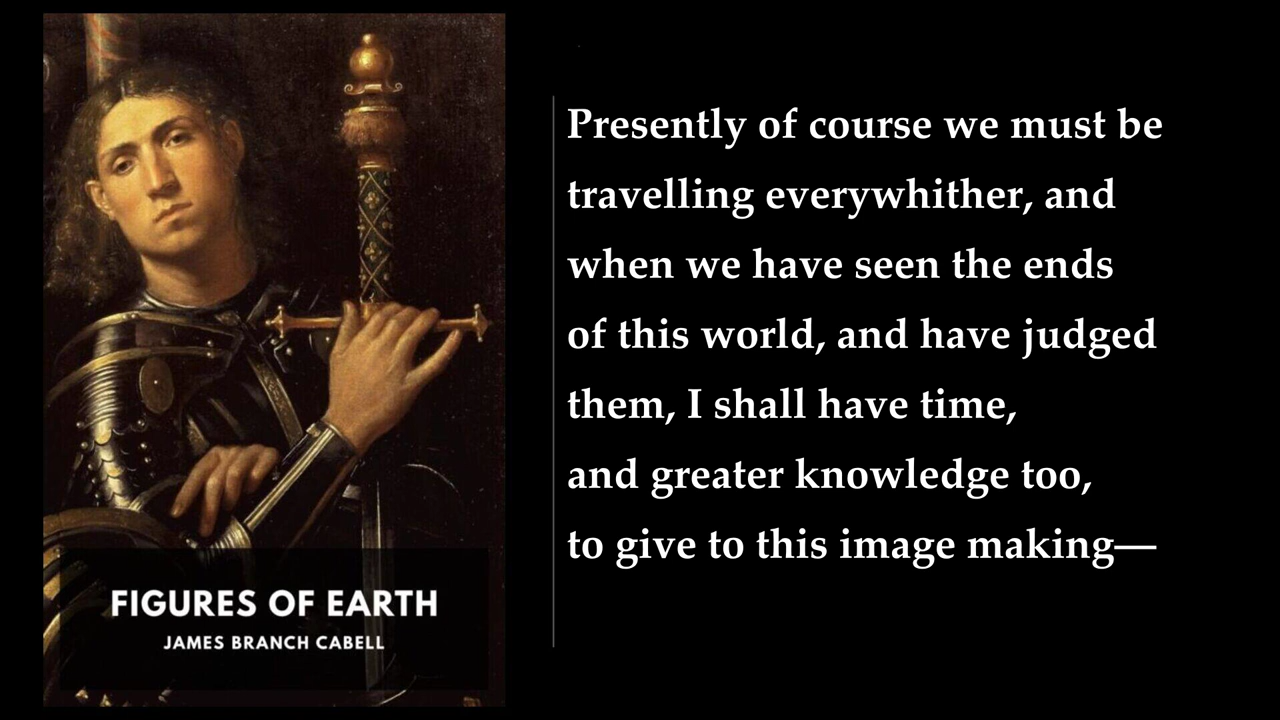 FIGURES OF EARTH
JAMES BRANCH CABELL
Presently of course we must be
travelling everywhither, and
when we have seen the ends
of this world, and have judged
them, I shall have time,
and greater knowledge too,
to give to this image making—